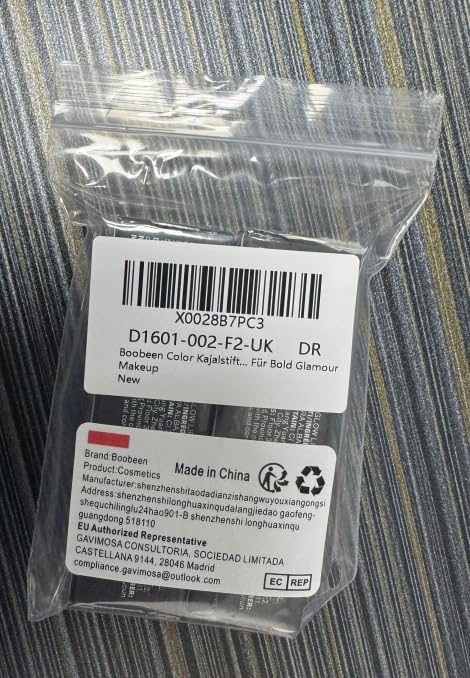 X0028B7PC3
D1601-002-F2-UK DR
Boobeen Color Kajalstift... Für Bold Glamour
Makeup
New
Brand:Boobeen
Product:Cosmetics
Made in China
Manufacturer:shenzhenshitaodadianzishangwuyouxiangongsi
Address:shenzhenshilonghuaxinqudalangjiedao gaofeng-
shequchilinglu24hao901-B shenzhenshi longhuaxinqu
guangdong 518110
EU Authorized Representative
GAVIMOSA CONSULTORIA, SOCIEDAD LIMITADA
CASTELLANA 9144, 28046 Madrid
compliance.gavimosa@outlook.com
EC REP